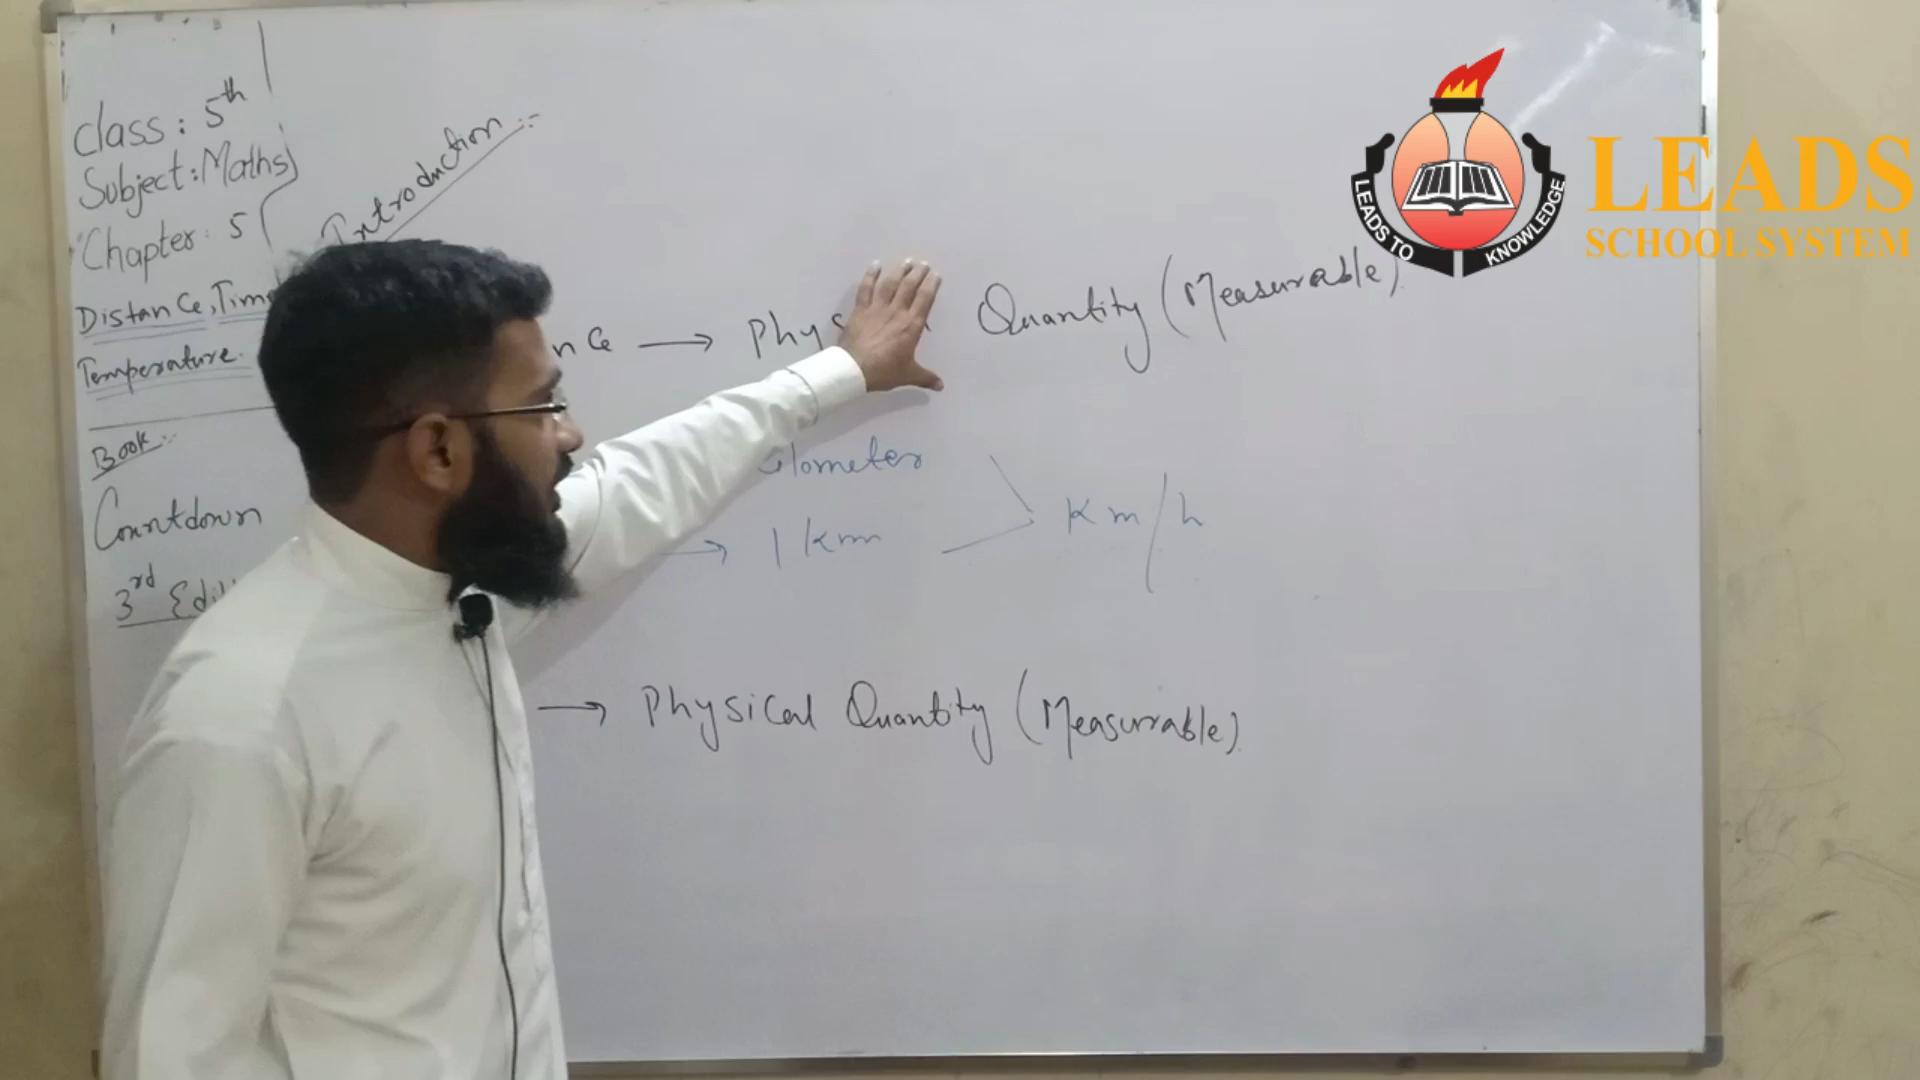 Class: 5th
Subject: Maths
Chapter: 5
Distance, Time
Temperature.
Book:-
Countdown
3rd
Introduction:-
→ Quantity (Measurable)
Km/h
→ 1 km
→ Physical Quantity (Measurable)
LEADS TO KNOWLEDGE
LEADS
SCHOOL SYSTEM